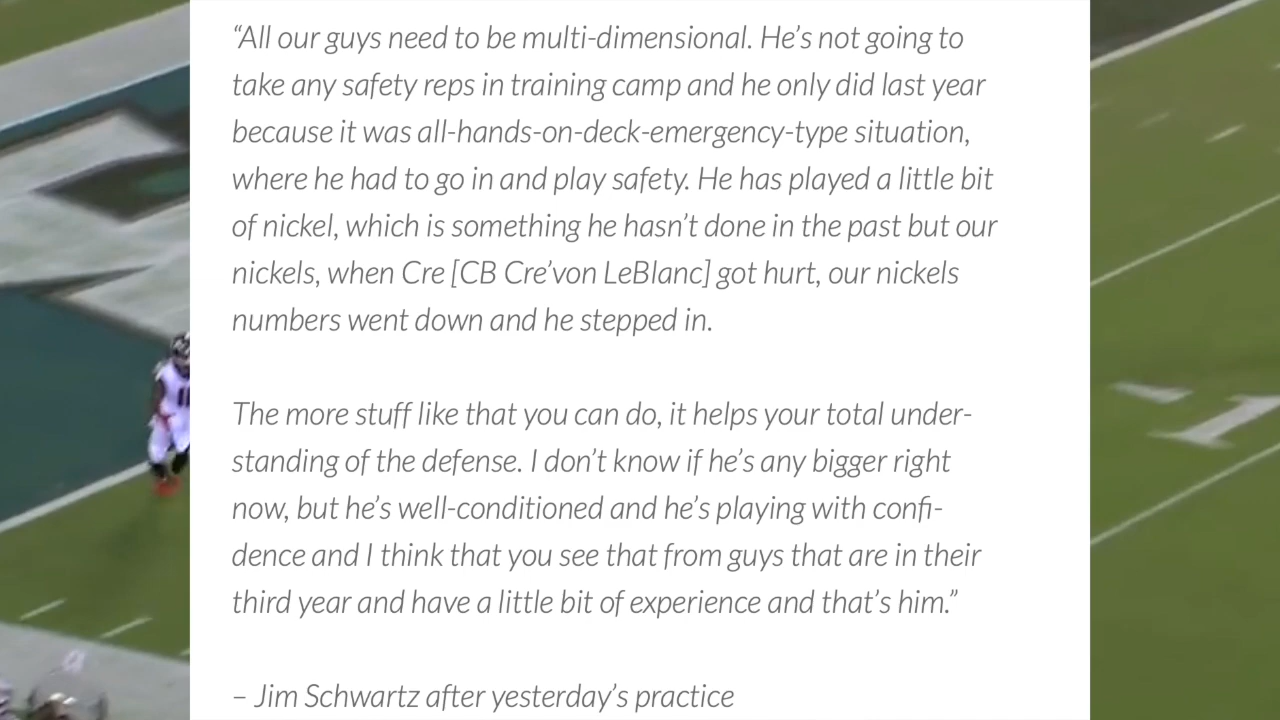 “All our guys need to be multi-dimensional. He’s not going to
take any safety reps in training camp and he only did last year
because it was all-hands-on-deck-emergency-type situation,
where he had to go in and play safety. He has played a little bit
of nickel, which is something he hasn’t done in the past but our
nickels, when Cre [CB Cre’von LeBlanc] got hurt, our nickels
numbers went down and he stepped in.
The more stuff like that you can do, it helps your total under-
standing of the defense. I don’t know if he’s any bigger right
now, but he’s well-conditioned and he’s playing with confi-
dence and I think that you see that from guys that are in their
third year and have a little bit of experience and that’s him.”
– Jim Schwartz after yesterday’s practice